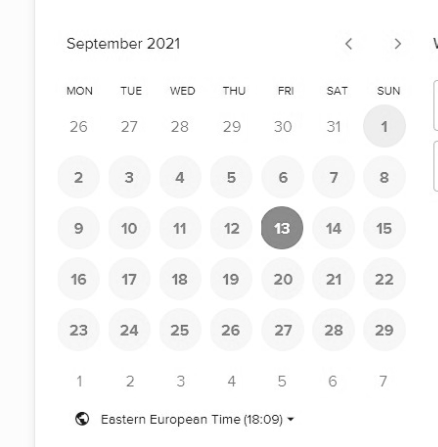 September 2021
MON TUE WED THU FRI SAT SUN
26 27 28 29 30 31 1
2 3 4 5 6 7 8
9 10 11 12 13 14 15
16 17 18 19 20 21 22
23 24 25 26 27 28 29
1 2 3 4 5 6 7
Eastern European Time (18:09)